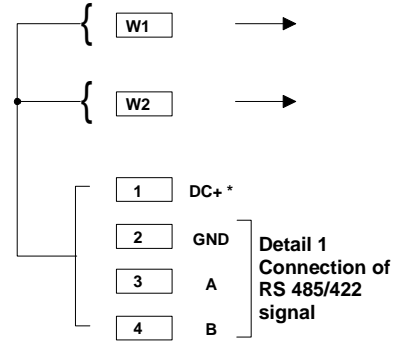 W1
W2
1 DC+ *
2 GND
3 A
4 B
Detail 1
Connection of
RS 485/422
signal